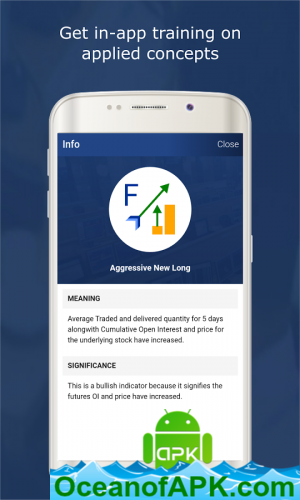 Get in-app training on
applied concepts
Info
Close
F
Aggressive New Long
MEANING
Average Traded and delivered quantity for 5 days
alongwith Cumulative Open Interest and price for
the underlying stock have increased.
SIGNIFICANCE
This is a bullish indicator because it signifies the
futures OI and price have increased.
apk
OceanofAPK.com